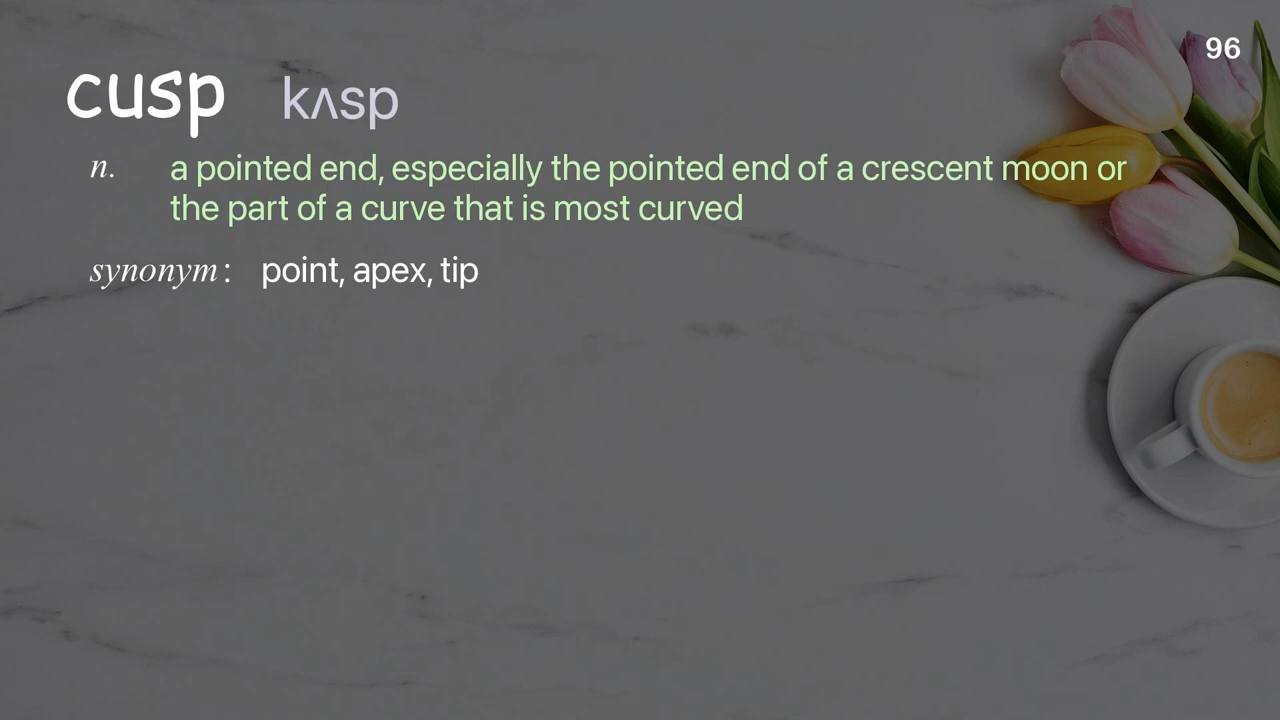 96
cusp kʌsp
n. a pointed end, especially the pointed end of a crescent moon or
the part of a curve that is most curved
synonym: point, apex, tip